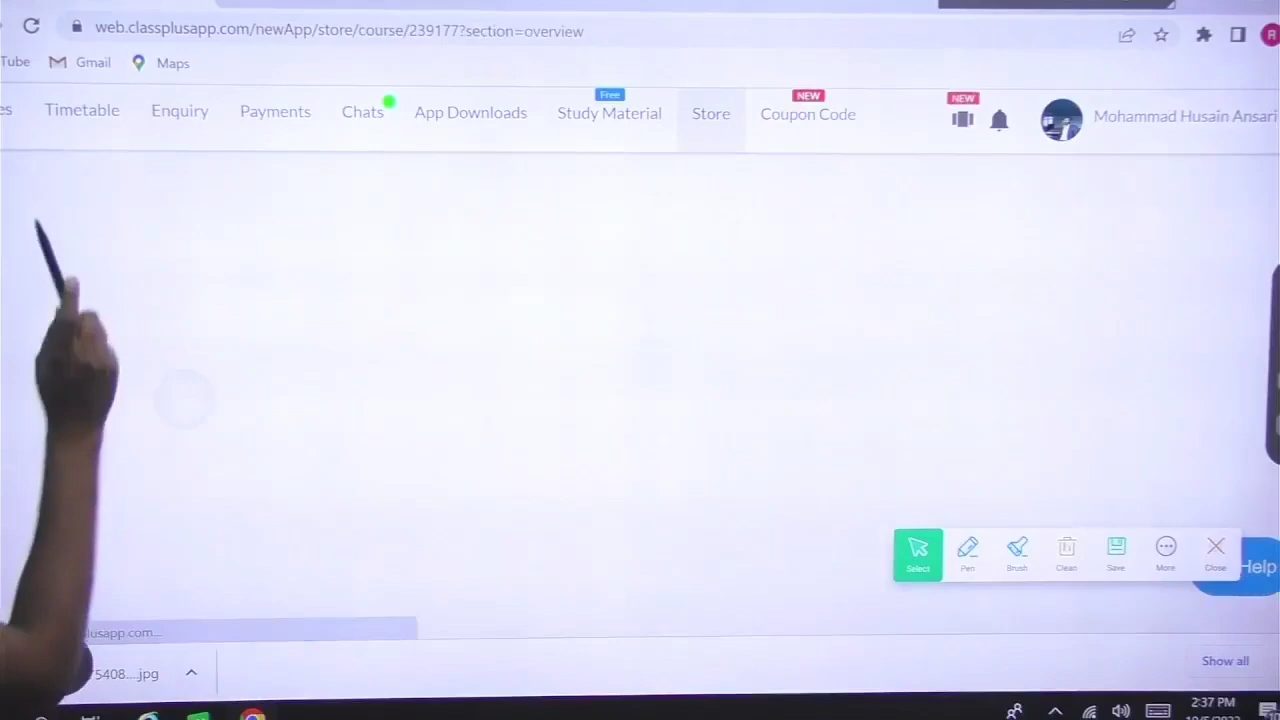 web.classplusapp.com/newApp/store/course/239177?section=overview
Tube Gmail Maps
es Timetable Enquiry Payments Chats App Downloads Free Study Material Store NEW Coupon Code NEW Mohammad Husain Ansari
Select Pen Brush Clean Save More Close Help
lusapp.com...
75408....jpg Show all
2:37 PM